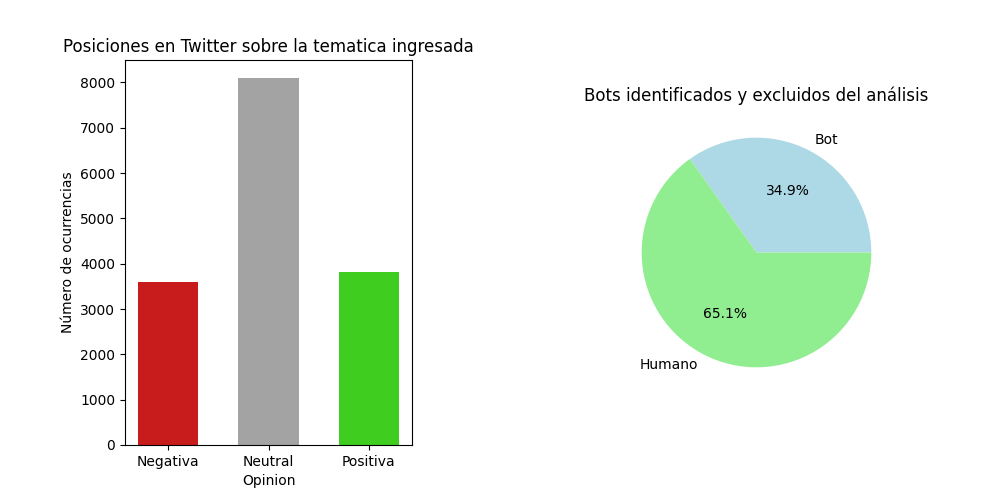 Posiciones en Twitter sobre la tematica ingresada
Número de ocurrencias
8000
7000
6000
5000
4000
3000
2000
1000
0
Negativa
Neutral
Positiva
Opinion
Bots identificados y excluidos del análisis
Bot
34.9%
65.1%
Humano